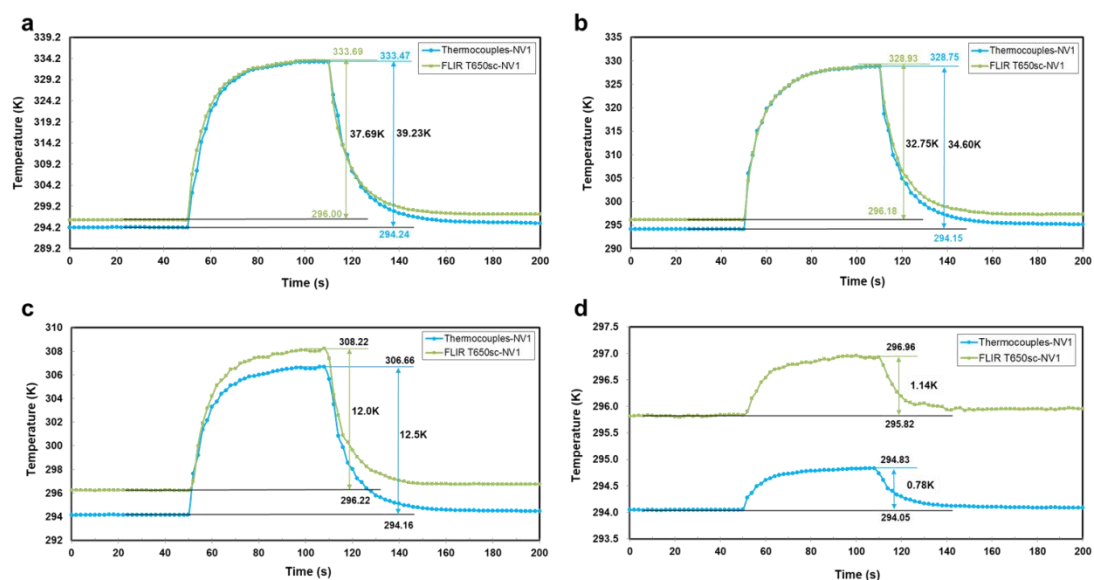 a
339.2
334.2
329.2
324.2
319.2
314.2
309.2
304.2
299.2
294.2
289.2
Temperature (K)
0 20 40 60 80 100 120 140 160 180 200
Time (s)
Thermocouples-NV1
FLIR T650sc-NV1
333.69
333.47
37.69K
39.23K
296.00
294.24
b
335
330
325
320
315
310
305
300
295
290
Temperature (K)
0 20 40 60 80 100 120 140 160 180 200
Time (s)
Thermocouples-NV1
FLIR T650sc-NV1
328.93
328.75
32.75K
34.60K
296.18
294.15
c
310
308
306
304
302
300
298
296
294
292
Temperature (K)
0 20 40 60 80 100 120 140 160 180 200
Time (s)
Thermocouples-NV1
FLIR T650sc-NV1
308.22
306.66
12.0K
12.5K
296.22
294.16
d
297.5
297.0
296.5
296.0
295.5
295.0
294.5
294.0
293.5
Temperature (K)
0 20 40 60 80 100 120 140 160 180 200
Time (s)
Thermocouples-NV1
FLIR T650sc-NV1
296.96
1.14K
295.82
294.83
0.78K
294.05